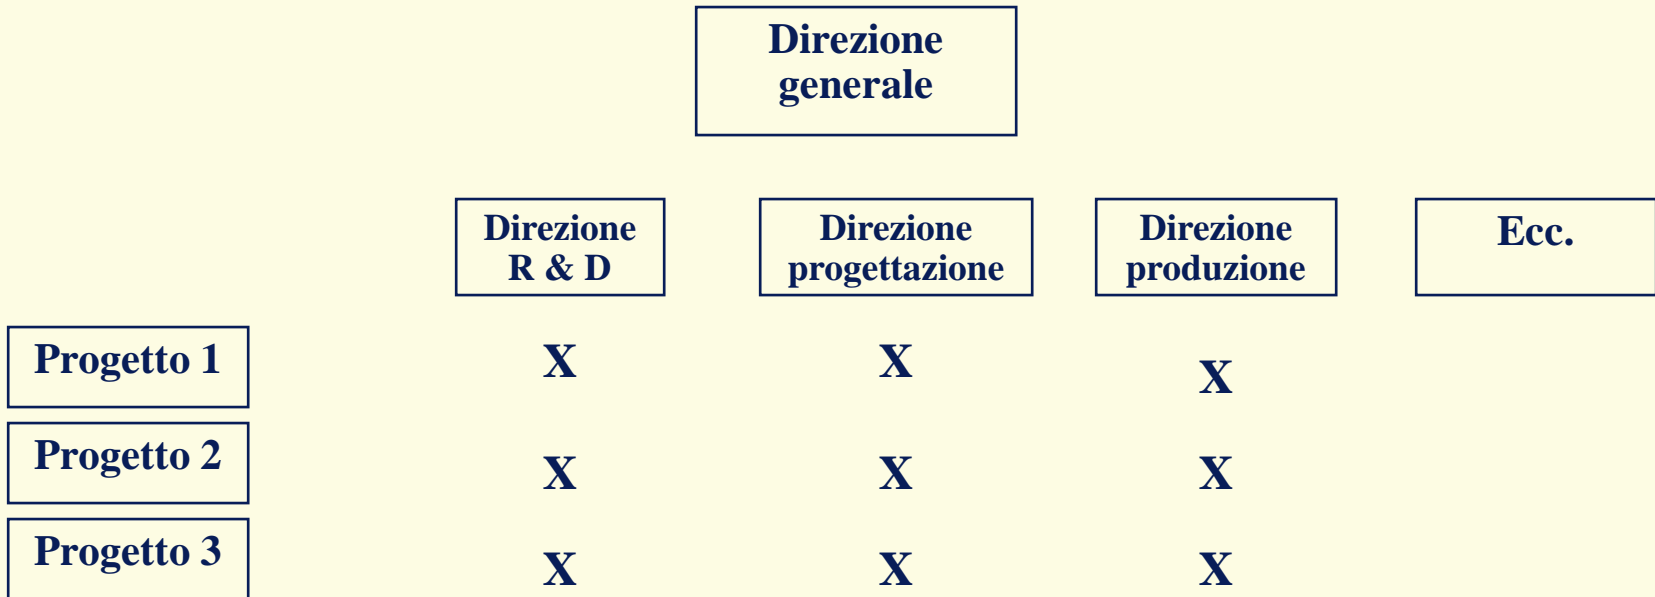 Direzione
generale
Direzione
R & D
Direzione
progettazione
Direzione
produzione
Ecc.
Progetto 1
X
X
X
Progetto 2
X
X
X
Progetto 3
X
X
X